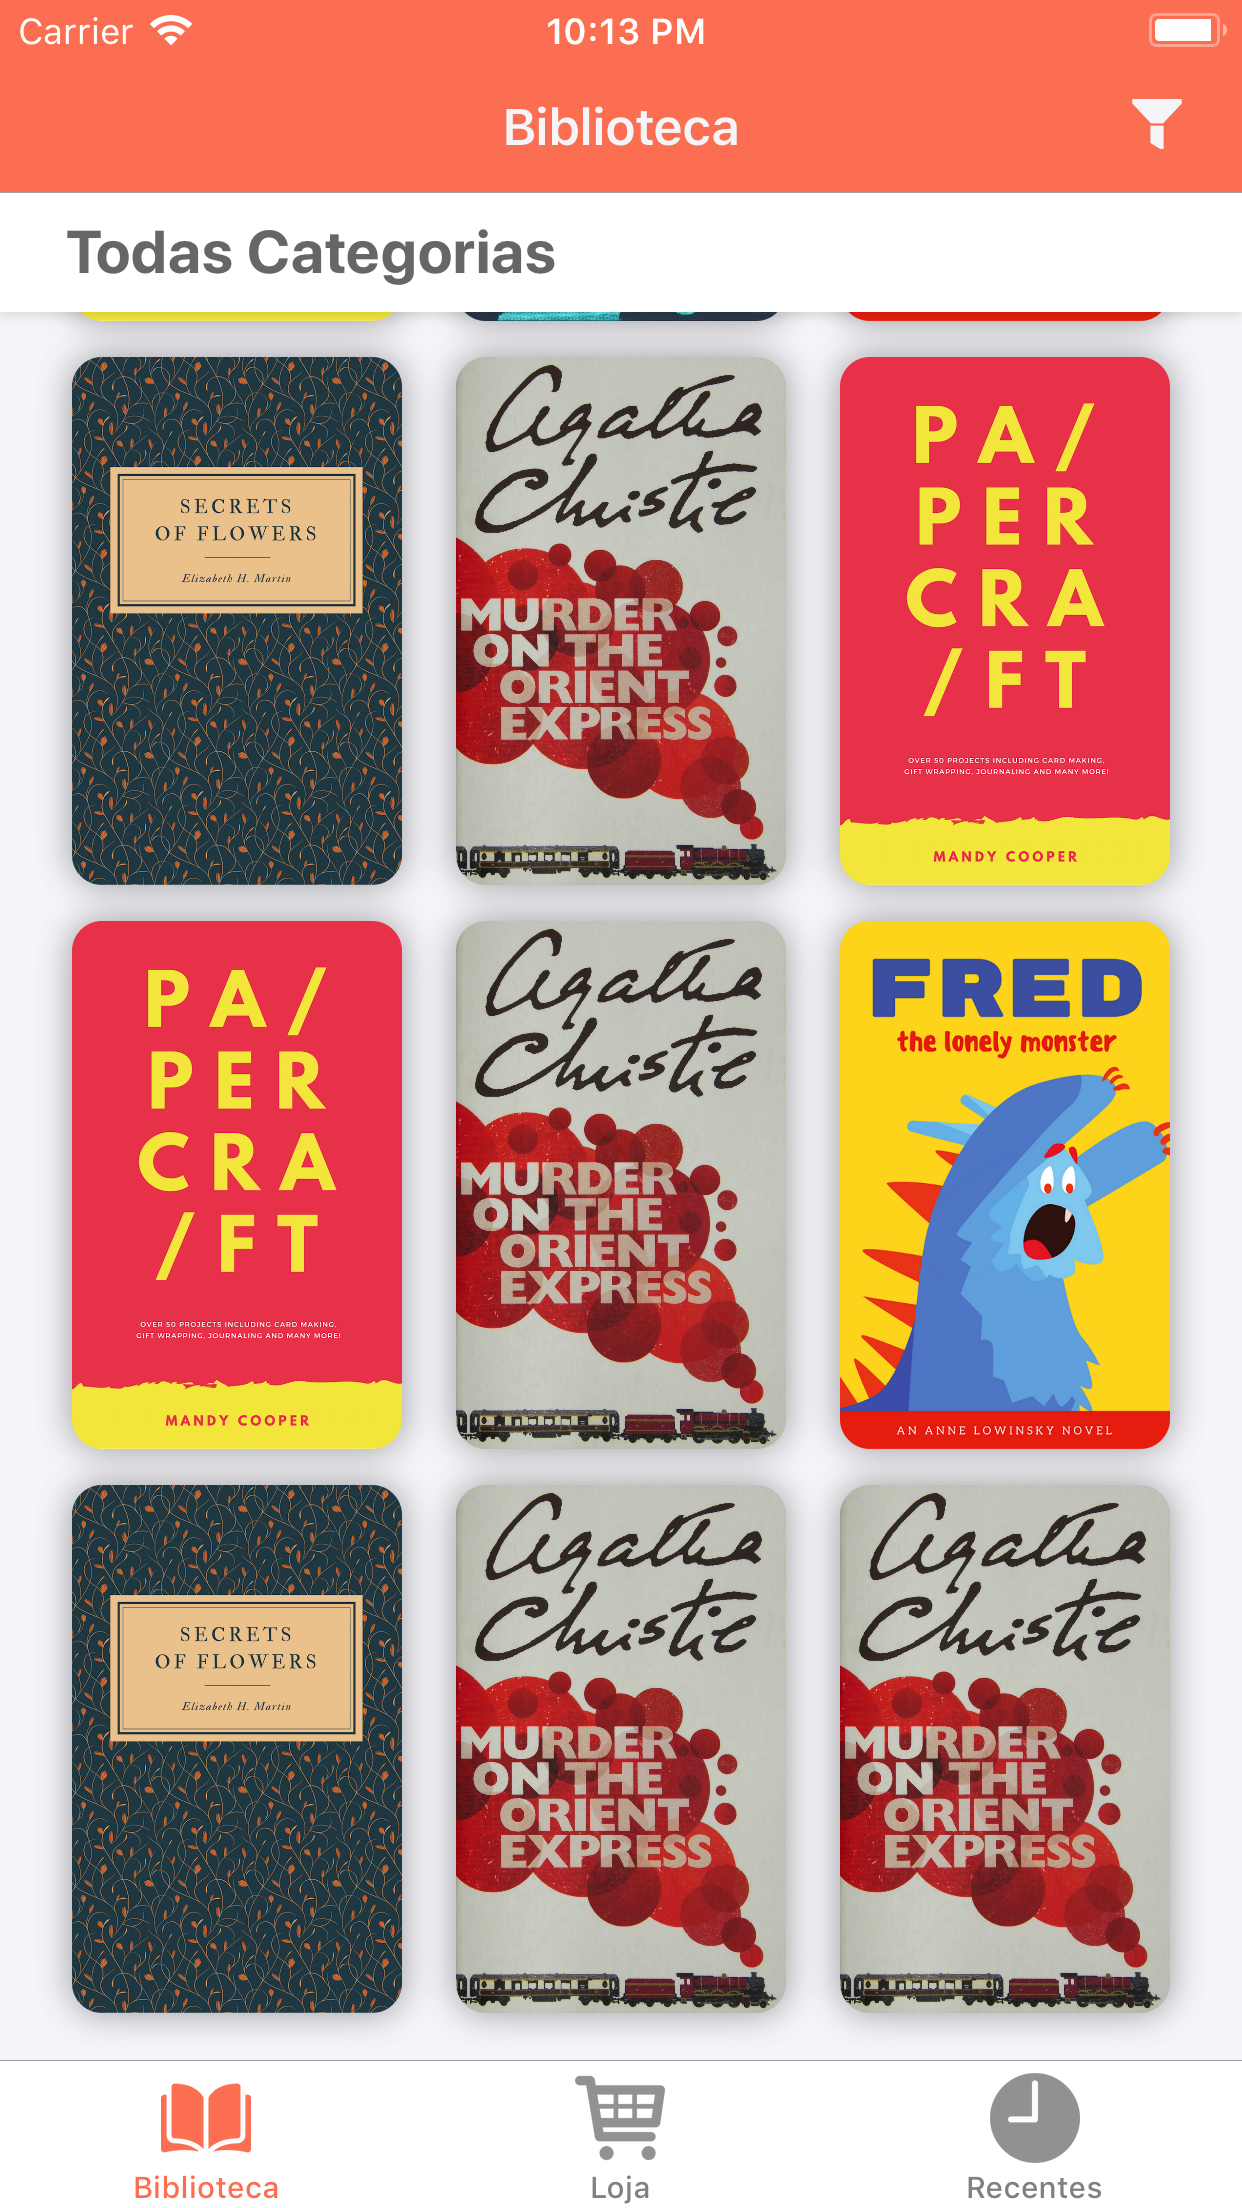 Carrier 10:13 PM
Biblioteca
Todas Categorias
SECRETS
OF FLOWERS
Elizabeth H. Martin
Agatha
Christie
MURDER
ON THE
ORIENT
EXPRESS
PA/
PER
CRA
/FT
OVER 50 PROJECTS INCLUDING CARD MAKING,
GIFT WRAPPING, JOURNALING AND MANY MORE!
MANDY COOPER
PA/
PER
CRA
/FT
OVER 50 PROJECTS INCLUDING CARD MAKING,
GIFT WRAPPING, JOURNALING AND MANY MORE!
MANDY COOPER
Agatha
Christie
MURDER
ON THE
ORIENT
EXPRESS
FRED
the lonely monster
AN ANNE LOWINSKY NOVEL
SECRETS
OF FLOWERS
Elizabeth H. Martin
Agatha
Christie
MURDER
ON THE
ORIENT
EXPRESS
Agatha
Christie
MURDER
ON THE
ORIENT
EXPRESS
Biblioteca
Loja
Recentes